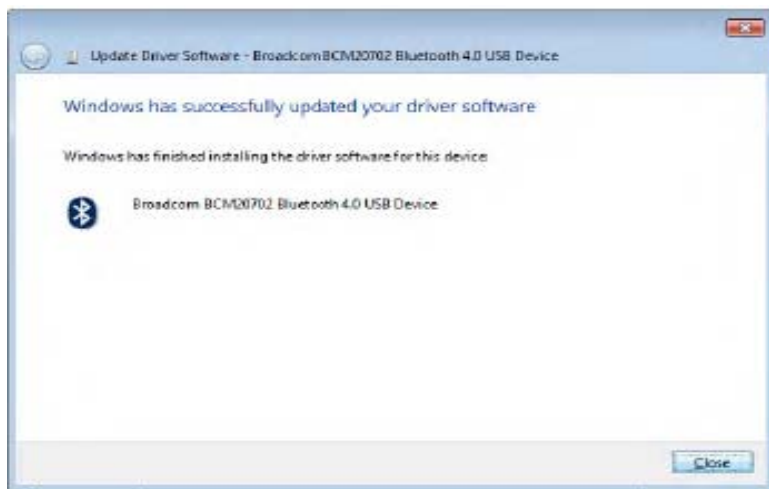 Update Driver Software - Broadcom BCM20702 Bluetooth 4.0 USB Device
Windows has successfully updated your driver software
Windows has finished installing the driver software for this device:
Broadcom BCM20702 Bluetooth 4.0 USB Device
Close